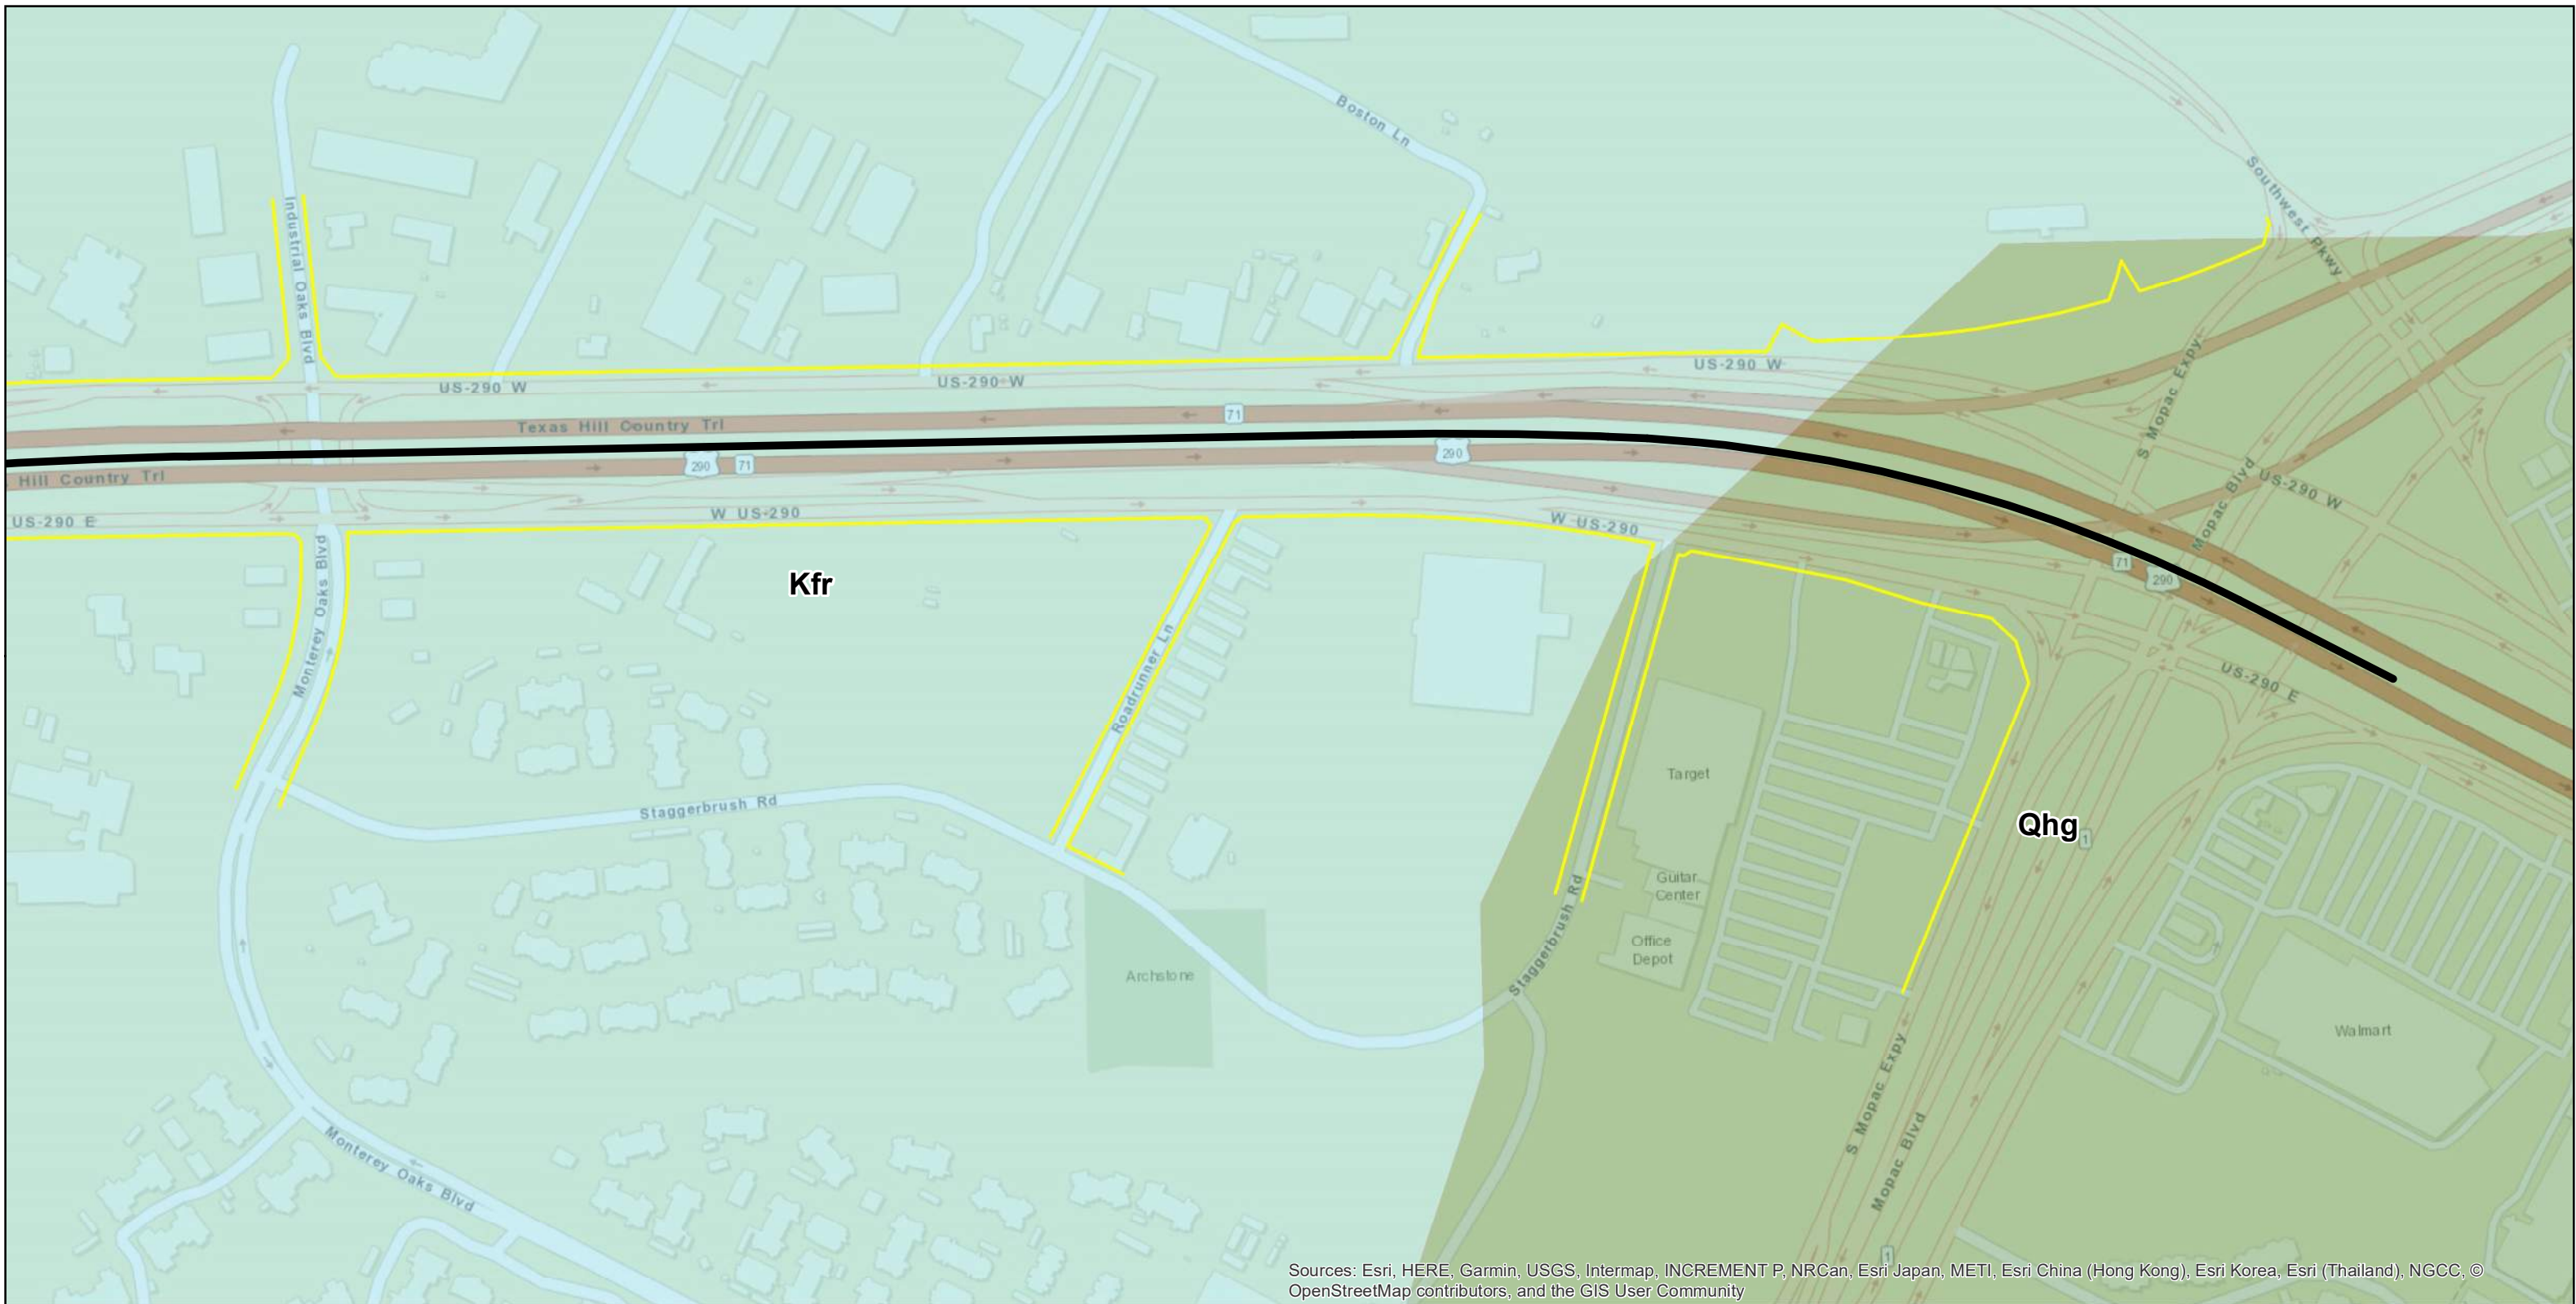 Boston Ln
Southwest Pkwy
Industrial Oaks Blvd
US-290 W
US-290 W
US-290 W
S Mopac Expy
Texas Hill Country Trl
71
290
71
290
Hill Country Trl
US-290 E
W US-290
W US-290
US-290 W
Mopac Blvd
71
290
Kfr
Monterey Oaks Blvd
Roadrunner Ln
US-290 E
Target
Staggerbrush Rd
Qhg
1
Guitar
Center
Office
Depot
Staggerbrush Rd
Archstone
Walmart
S Mopac Expy
Mopac Blvd
Monterey Oaks Blvd
1
Sources: Esri, HERE, Garmin, USGS, Intermap, INCREMENT P, NRCan, Esri Japan, METI, Esri China (Hong Kong), Esri Korea, Esri (Thailand), NGCC, ©
OpenStreetMap contributors, and the GIS User Community